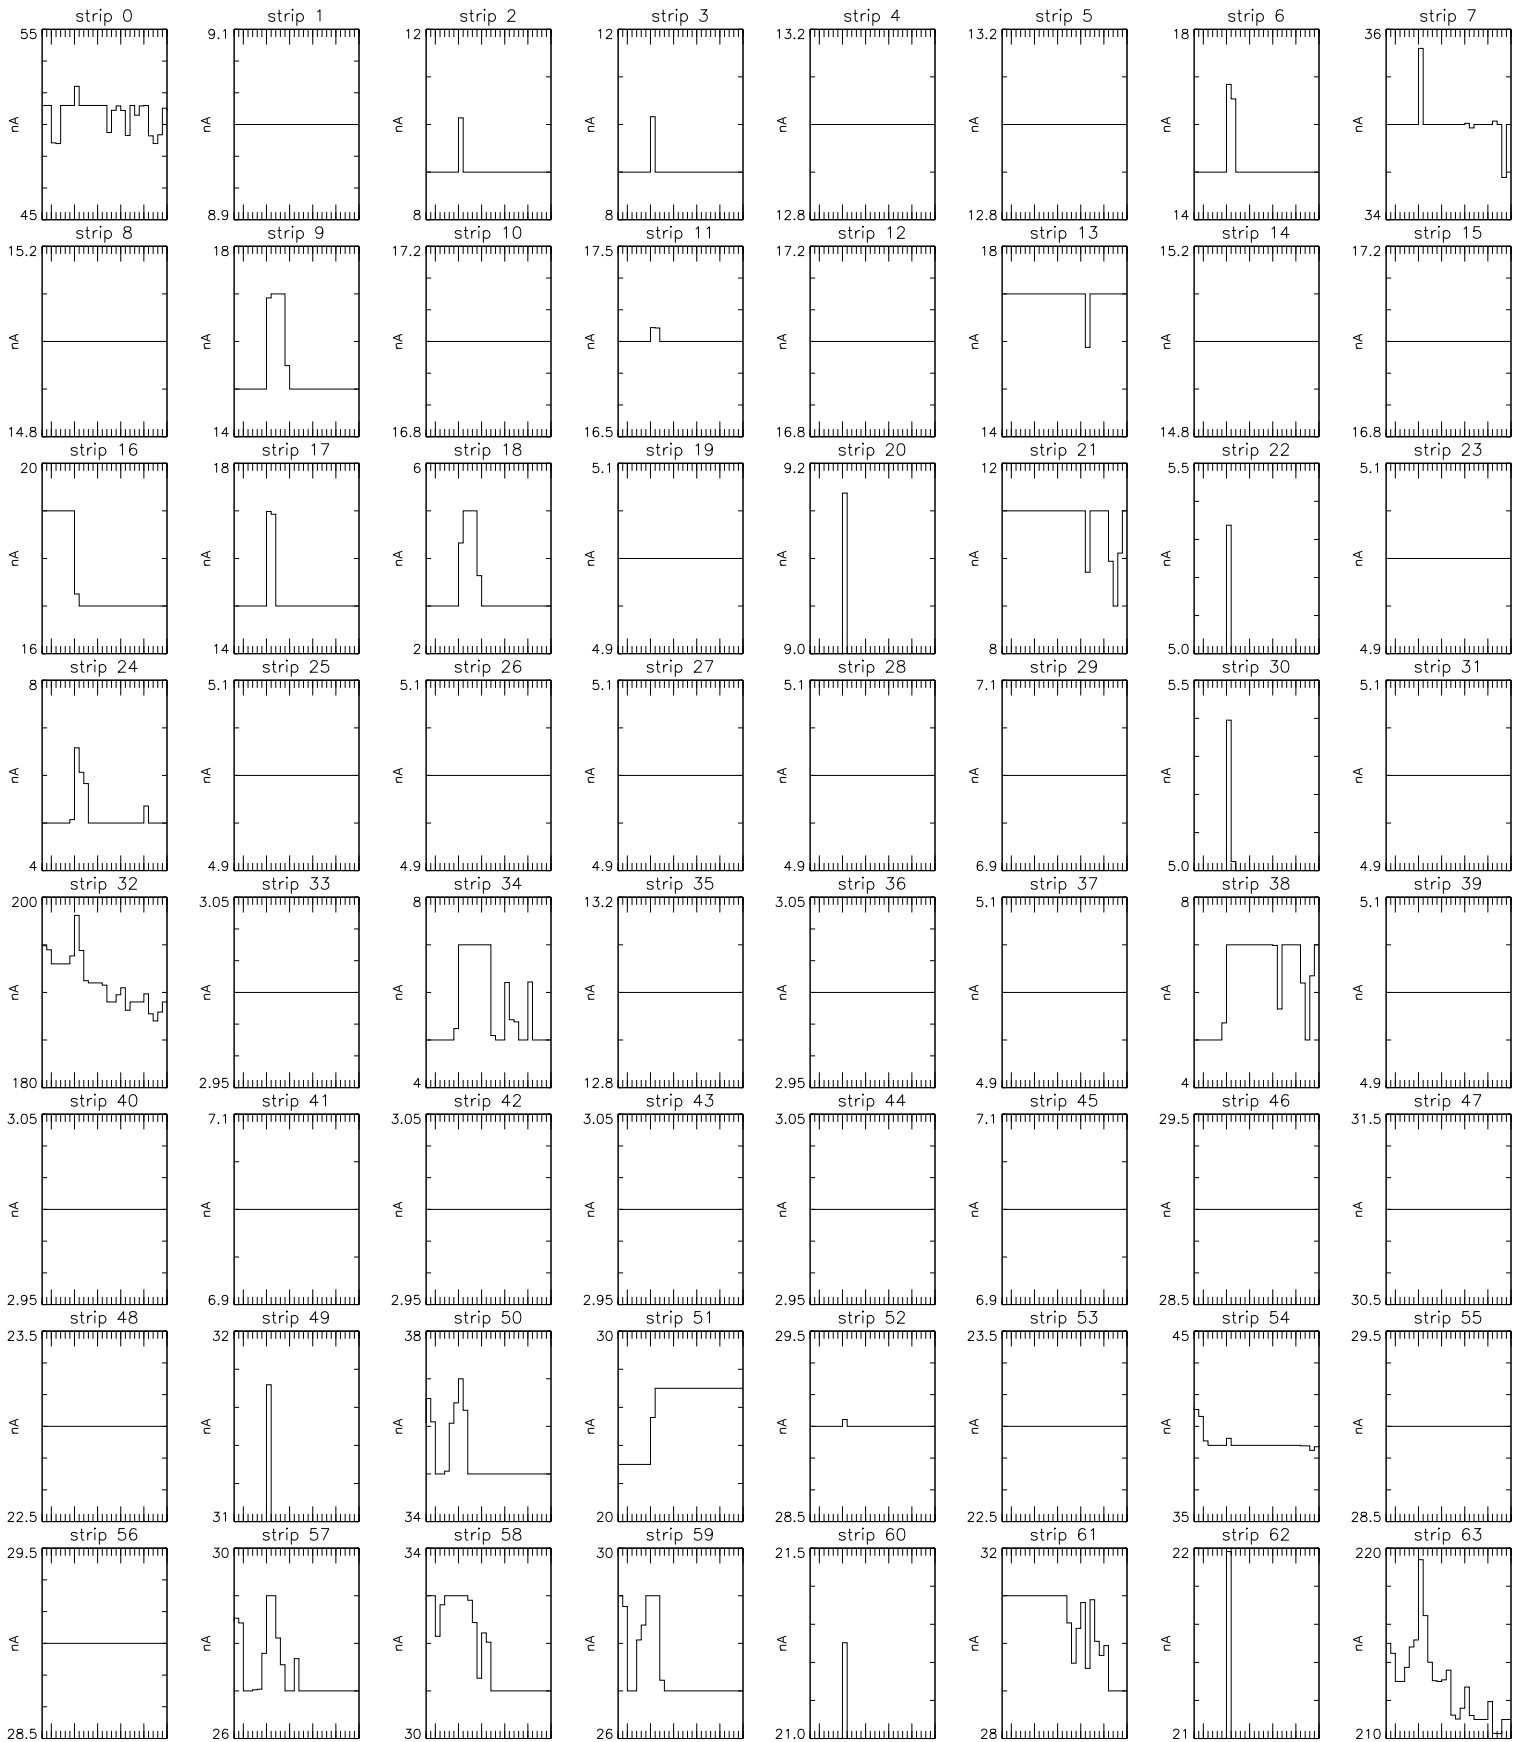 strip 0 strip 1 strip 2 strip 3 strip 4 strip 5 strip 6 strip 7
55 9.1 12 12 13.2 13.2 18 36
nA nA nA nA nA nA nA nA
45 8.9 8 8 12.8 12.8 14 34
strip 8 strip 9 strip 10 strip 11 strip 12 strip 13 strip 14 strip 15
15.2 18 17.2 17.5 17.2 18 15.2 17.2
nA nA nA nA nA nA nA nA
14.8 14 16.8 16.5 16.8 14 14.8 16.8
strip 16 strip 17 strip 18 strip 19 strip 20 strip 21 strip 22 strip 23
20 18 6 5.1 9.2 12 5.5 5.1
nA nA nA nA nA nA nA nA
16 14 2 4.9 9.0 8 5.0 4.9
strip 24 strip 25 strip 26 strip 27 strip 28 strip 29 strip 30 strip 31
8 5.1 5.1 5.1 5.1 7.1 5.5 5.1
nA nA nA nA nA nA nA nA
4 4.9 4.9 4.9 4.9 6.9 5.0 4.9
strip 32 strip 33 strip 34 strip 35 strip 36 strip 37 strip 38 strip 39
200 3.05 8 13.2 3.05 5.1 8 5.1
nA nA nA nA nA nA nA nA
180 2.95 4 12.8 2.95 4.9 4 4.9
strip 40 strip 41 strip 42 strip 43 strip 44 strip 45 strip 46 strip 47
3.05 7.1 3.05 3.05 3.05 7.1 29.5 31.5
nA nA nA nA nA nA nA nA
2.95 6.9 2.95 2.95 2.95 6.9 28.5 30.5
strip 48 strip 49 strip 50 strip 51 strip 52 strip 53 strip 54 strip 55
23.5 32 38 30 29.5 23.5 45 29.5
nA nA nA nA nA nA nA nA
22.5 31 34 20 28.5 22.5 35 28.5
strip 56 strip 57 strip 58 strip 59 strip 60 strip 61 strip 62 strip 63
29.5 30 34 30 21.5 32 22 220
nA nA nA nA nA nA nA nA
28.5 26 30 26 21.0 28 21 210